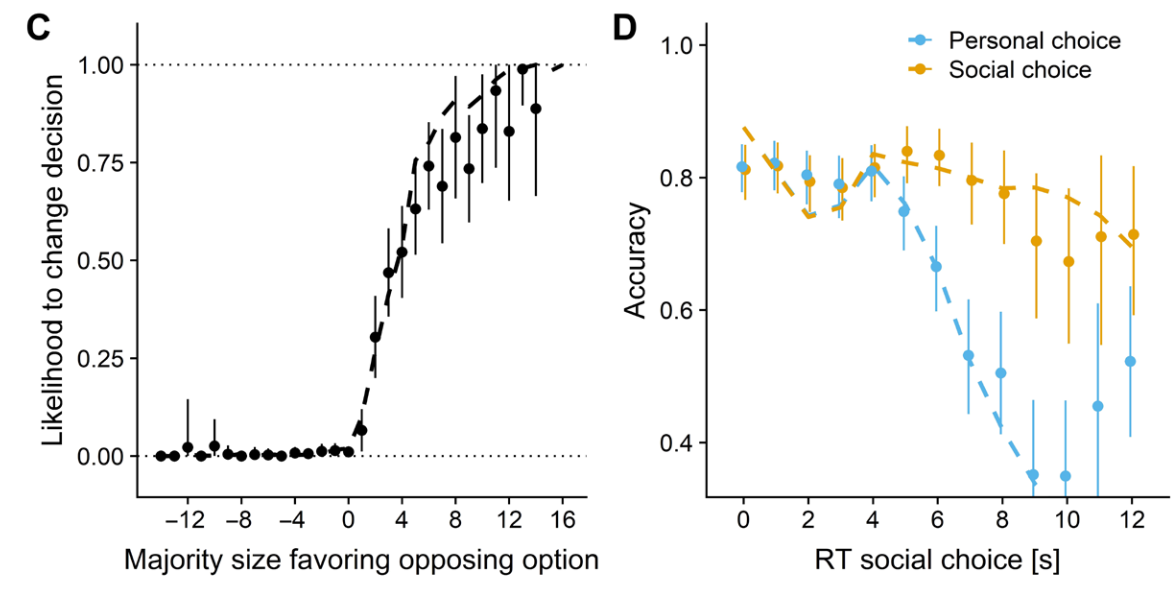 C
Likelihood to change decision
1.00
0.75
0.50
0.25
0.00
−12 −8 −4 0 4 8 12 16
Majority size favoring opposing option
D
Personal choice
Social choice
Accuracy
1.0
0.8
0.6
0.4
0 2 4 6 8 10 12
RT social choice [s]